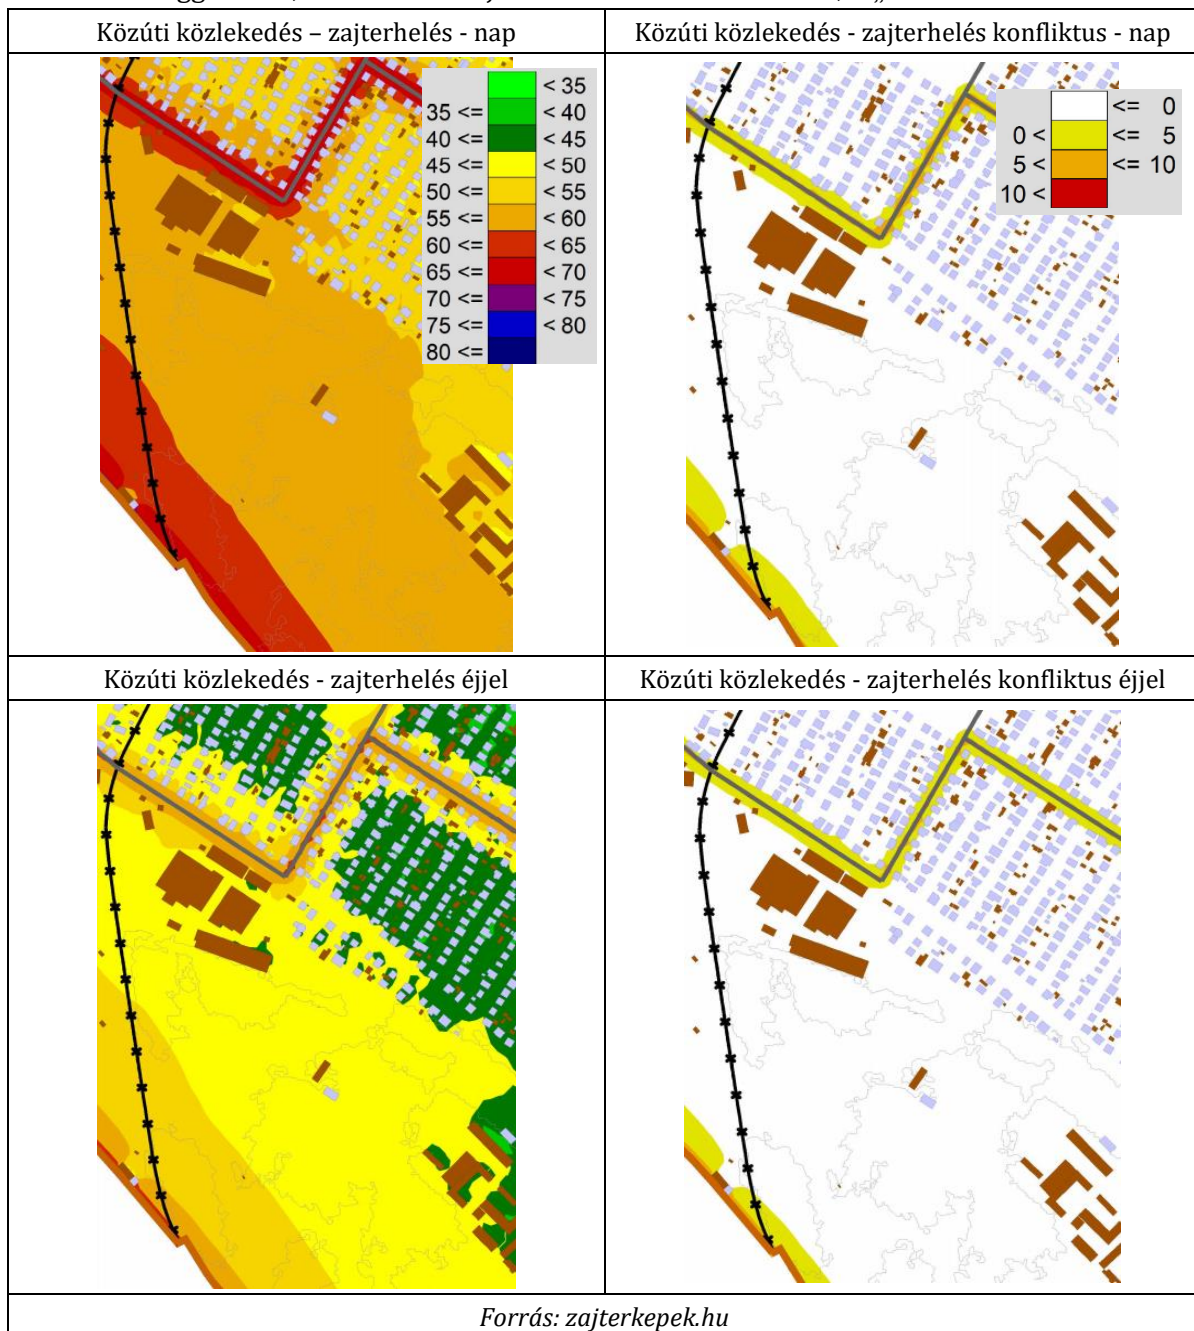 Közúti közlekedés – zajterhelés - nap
Közúti közlekedés - zajterhelés konfliktus - nap
< 35
35 <= < 40
40 <= < 45
45 <= < 50
50 <= < 55
55 <= < 60
60 <= < 65
65 <= < 70
70 <= < 75
75 <= < 80
80 <=
<= 0
0 < <= 5
5 < <= 10
10 <
Közúti közlekedés - zajterhelés éjjel
Közúti közlekedés - zajterhelés konfliktus éjjel
Forrás: zajterkepek.hu